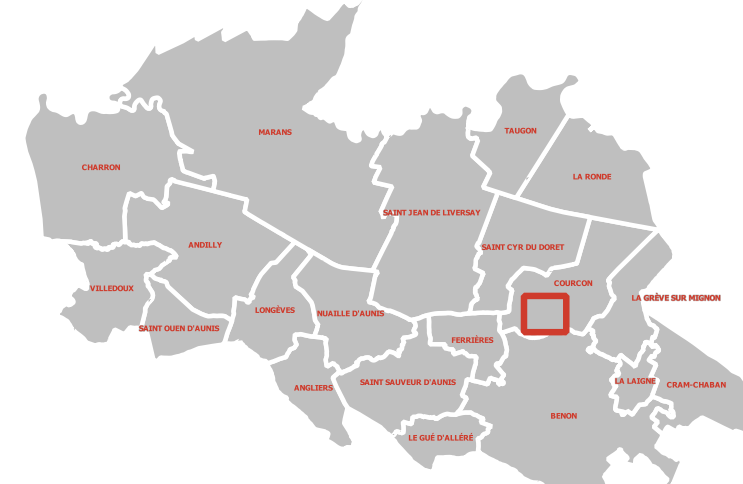 TAUGON
MARANS
CHARRON
LA RONDE
SAINT JEAN DE LIVERSAY
ANDILLY
SAINT CYR DU DORET
COURCON
VILLEDOUX
LA GRÈVE SUR MIGNON
LONGÈVES
NUAILLE D'AUNIS
SAINT OUEN D'AUNIS
FERRIÈRES
SAINT SAUVEUR D'AUNIS
LA LAIGNE
CRAM-CHABAN
ANGLIERS
BENON
LE GUÉ D'ALLÉRÉ